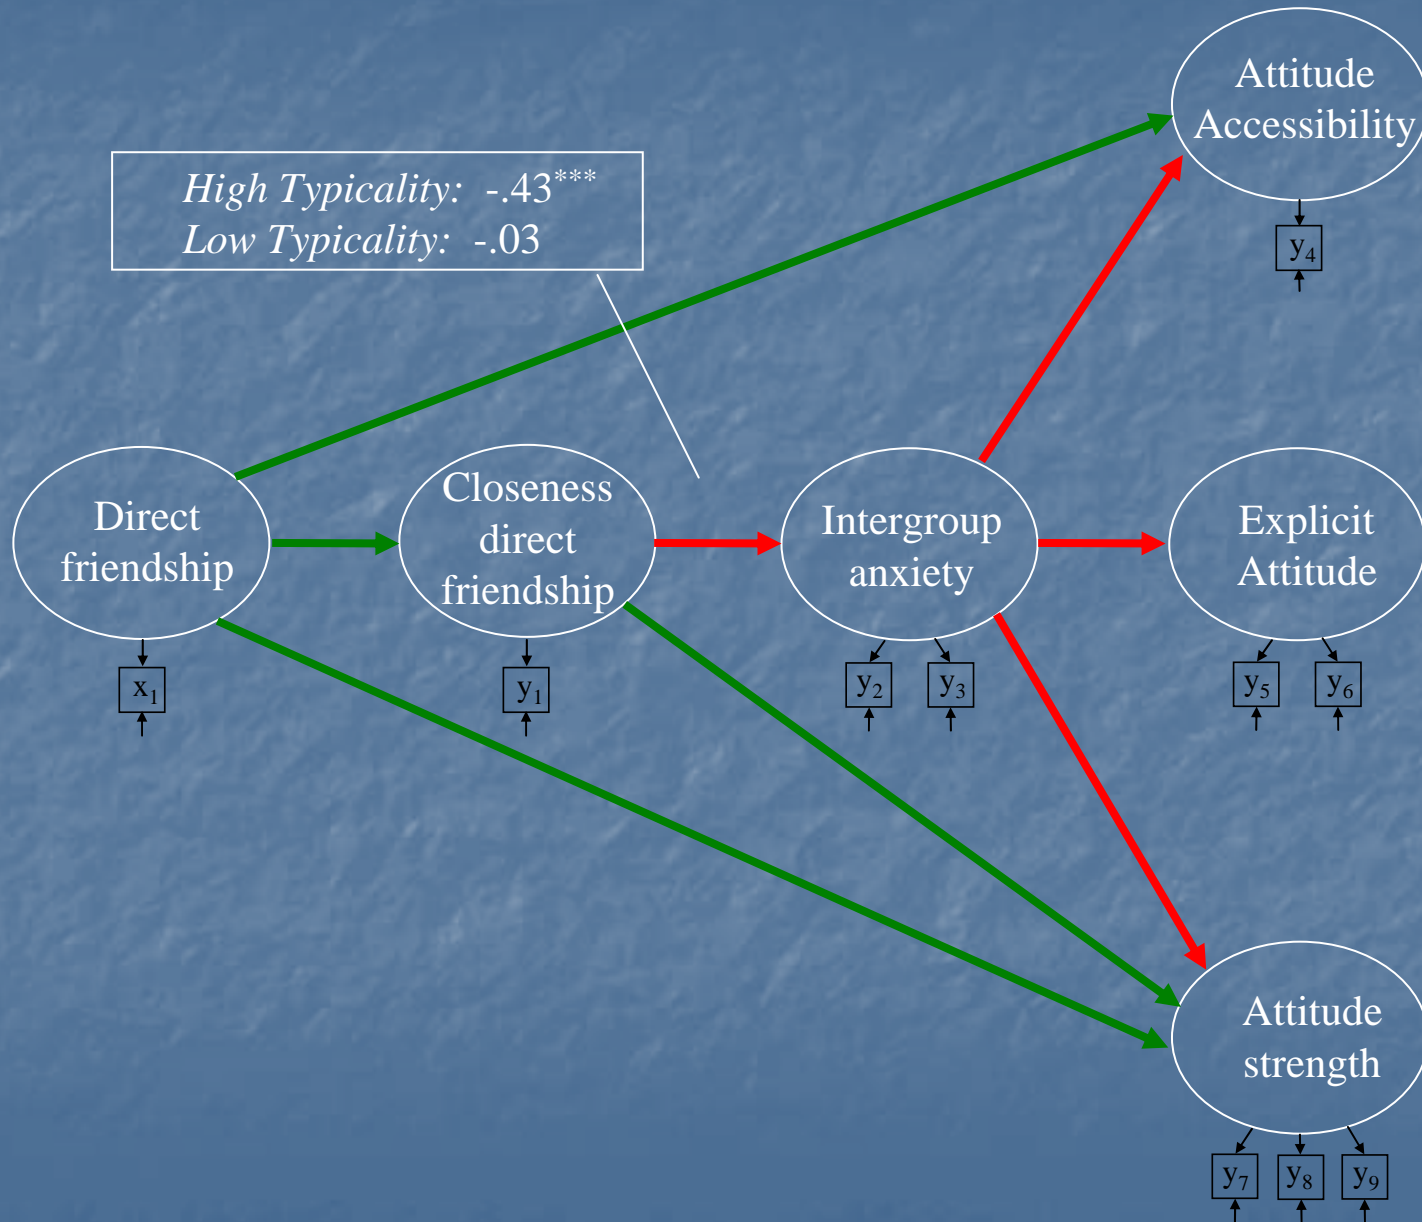 Attitude
Accessibility
High Typicality: -.43***
Low Typicality: -.03
y₄
Direct
friendship
Closeness
direct
friendship
Intergroup
anxiety
Explicit
Attitude
x₁
y₁
y₂
y₃
y₅
y₆
Attitude
strength
y₇
y₈
y₉